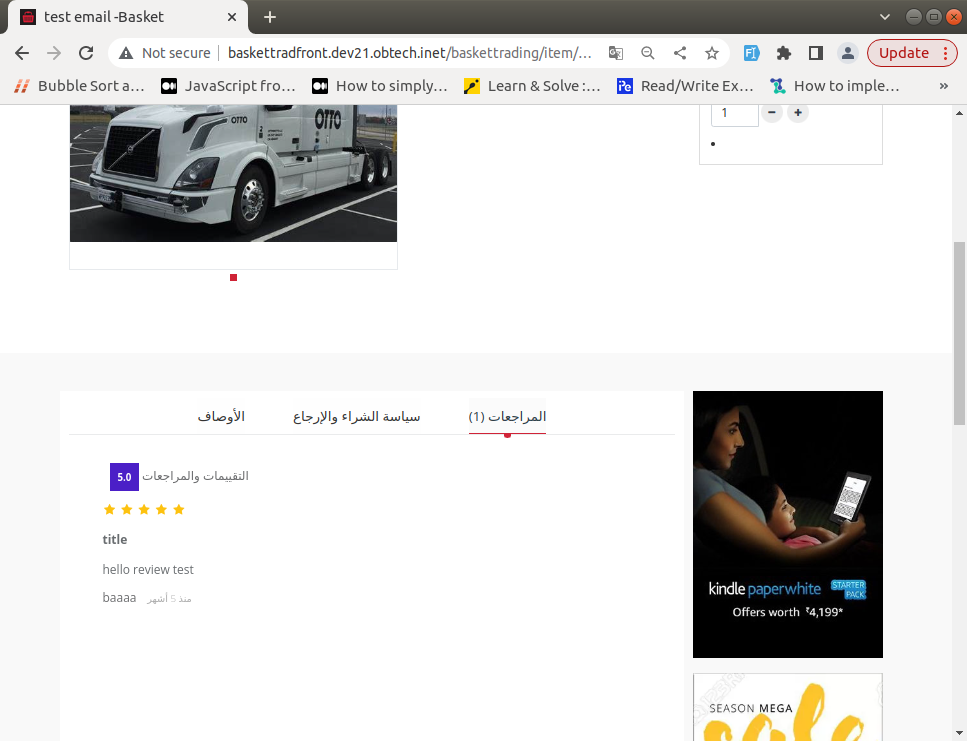 test email -Basket
Not secure baskettradfront.dev21.obtech.inet/baskettrading/item/...
Update
Bubble Sort a... JavaScript fro... How to simply... Learn & Solve :... Read/Write Ex... How to imple... »
OTTO OTTO
1 - +
المراجعات (1)
سياسة الشراء والإرجاع
الأوصاف
5.0 التقييمات والمراجعات
title
hello review test
baaaa منذ 5 أشهر
kindle paperwhite STARTER PACK
Offers worth ₹4,199*
SEASON MEGA
sale